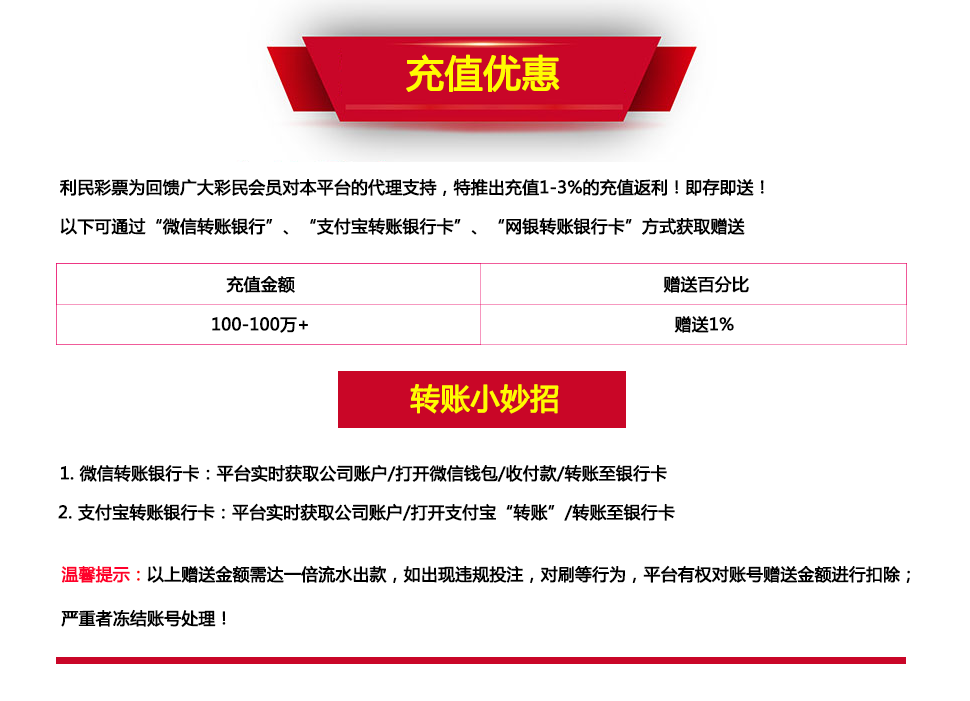 充值优惠
利民彩票为回馈广大彩民会员对本平台的代理支持，特推出充值1-3%的充值返利！即存即送！
以下可通过“微信转账银行”、“支付宝转账银行卡”、“网银转账银行卡”方式获取赠送
充值金额 赠送百分比
100-100万+ 赠送1%
转账小妙招
1. 微信转账银行卡：平台实时获取公司账户/打开微信钱包/收付款/转账至银行卡
2. 支付宝转账银行卡：平台实时获取公司账户/打开支付宝“转账”/转账至银行卡
温馨提示：以上赠送金额需达一倍流水出款，如出现违规投注，对刷等行为，平台有权对账号赠送金额进行扣除；
严重者冻结账号处理！